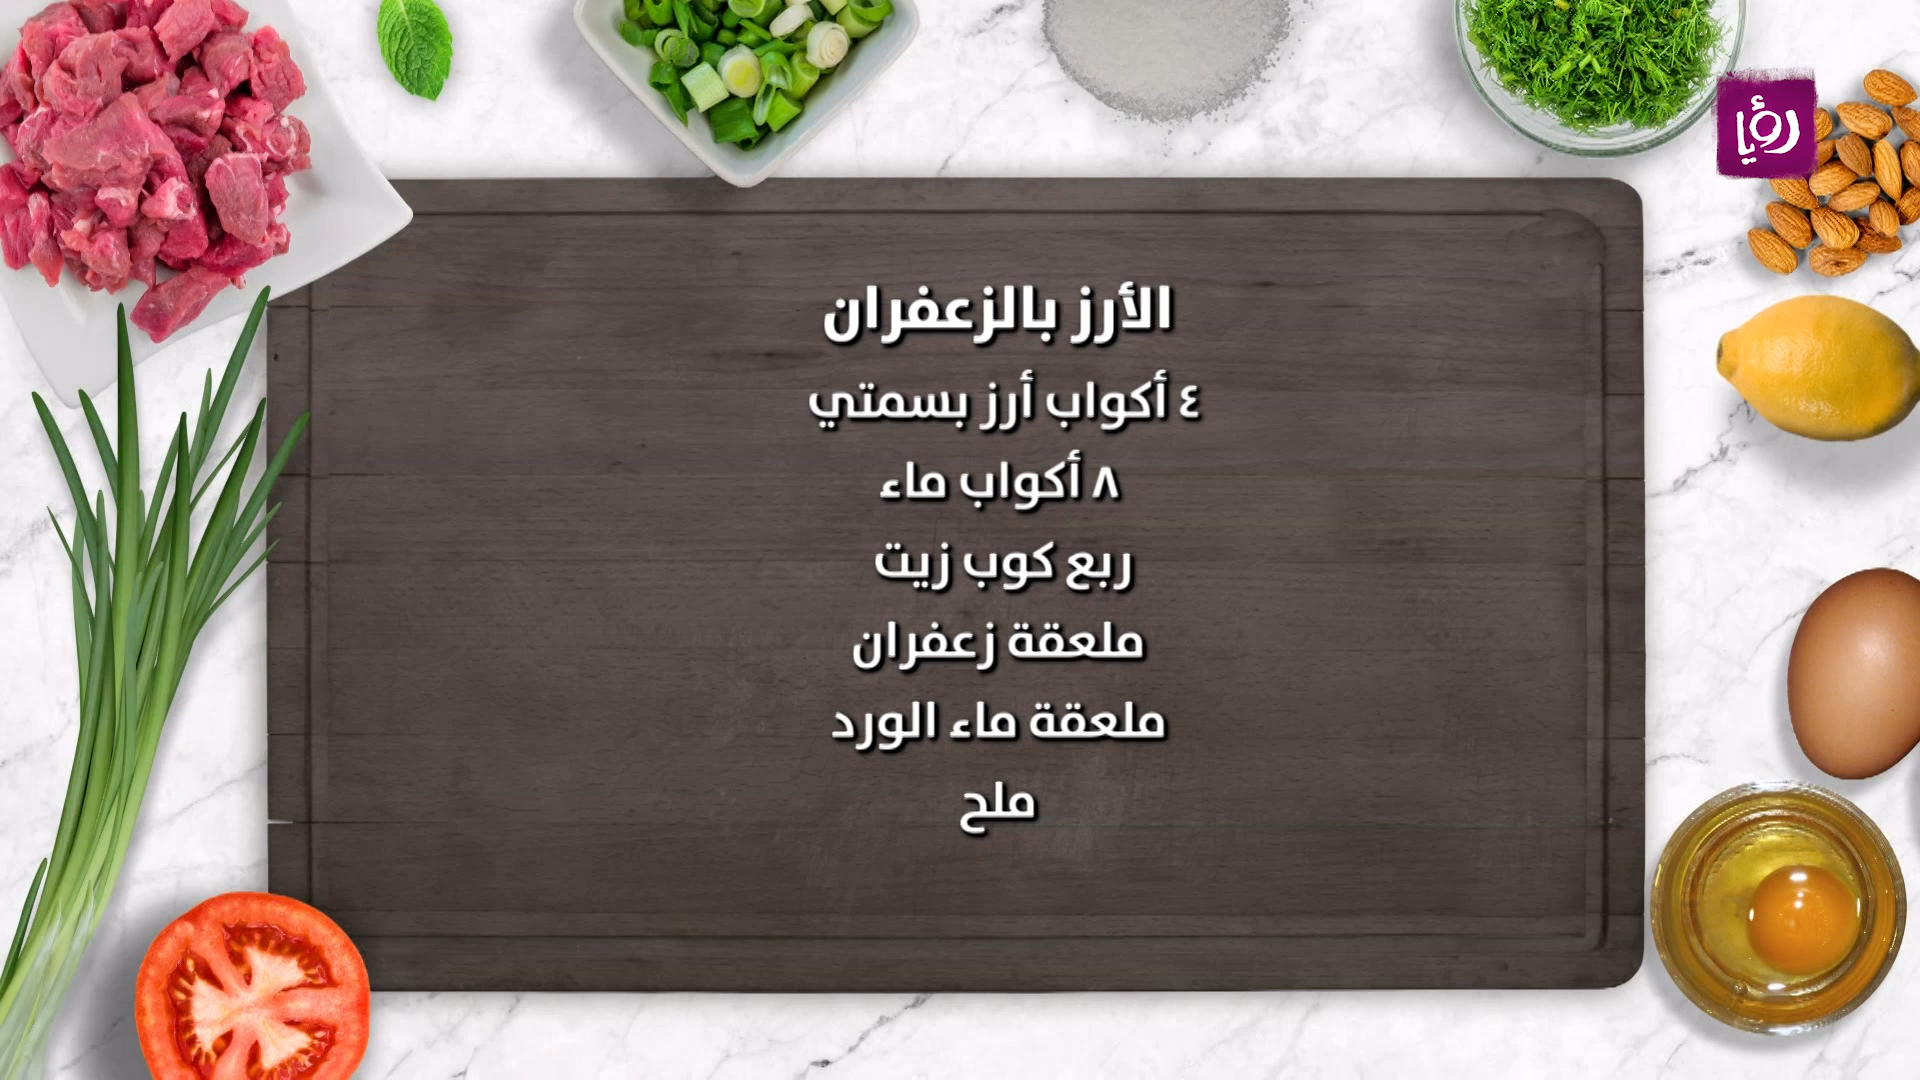 رؤيا
الأرز بالزعفران
٤ أكواب أرز بسمتي
٨ أكواب ماء
ربع كوب زيت
ملعقة زعفران
ملعقة ماء الورد
ملح